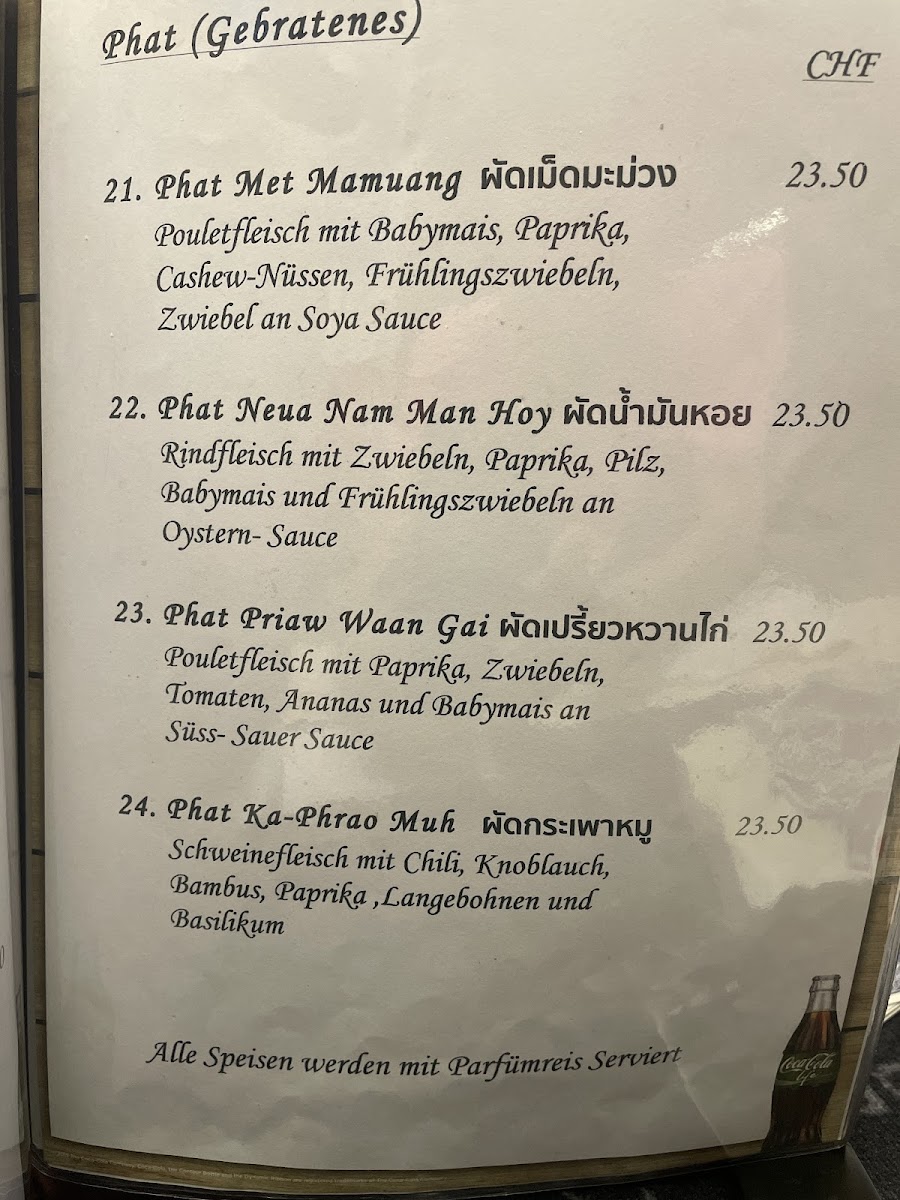 Phat (Gebratenes)
CHF
21. Phat Met Mamuang ผัดเม็ดมะม่วง 23.50
Pouletfleisch mit Babymais, Paprika,
Cashew-Nüssen, Frühlingszwiebeln,
Zwiebel an Soya Sauce
22. Phat Neua Nam Man Hoy ผัดน้ำมันหอย 23.50
Rindfleisch mit Zwiebeln, Paprika, Pilz,
Babymais und Frühlingszwiebeln an
Oystern- Sauce
23. Phat Priaw Waan Gai ผัดเปรี้ยวหวานไก่ 23.50
Pouletfleisch mit Paprika, Zwiebeln,
Tomaten, Ananas und Babymais an
Süss- Sauer Sauce
24. Phat Ka-Phrao Muh ผัดกระเพาหมู 23.50
Schweinefleisch mit Chili, Knoblauch,
Bambus, Paprika ,Langebohnen und
Basilikum
Alle Speisen werden mit Parfümreis Serviert
Coca-Cola
life